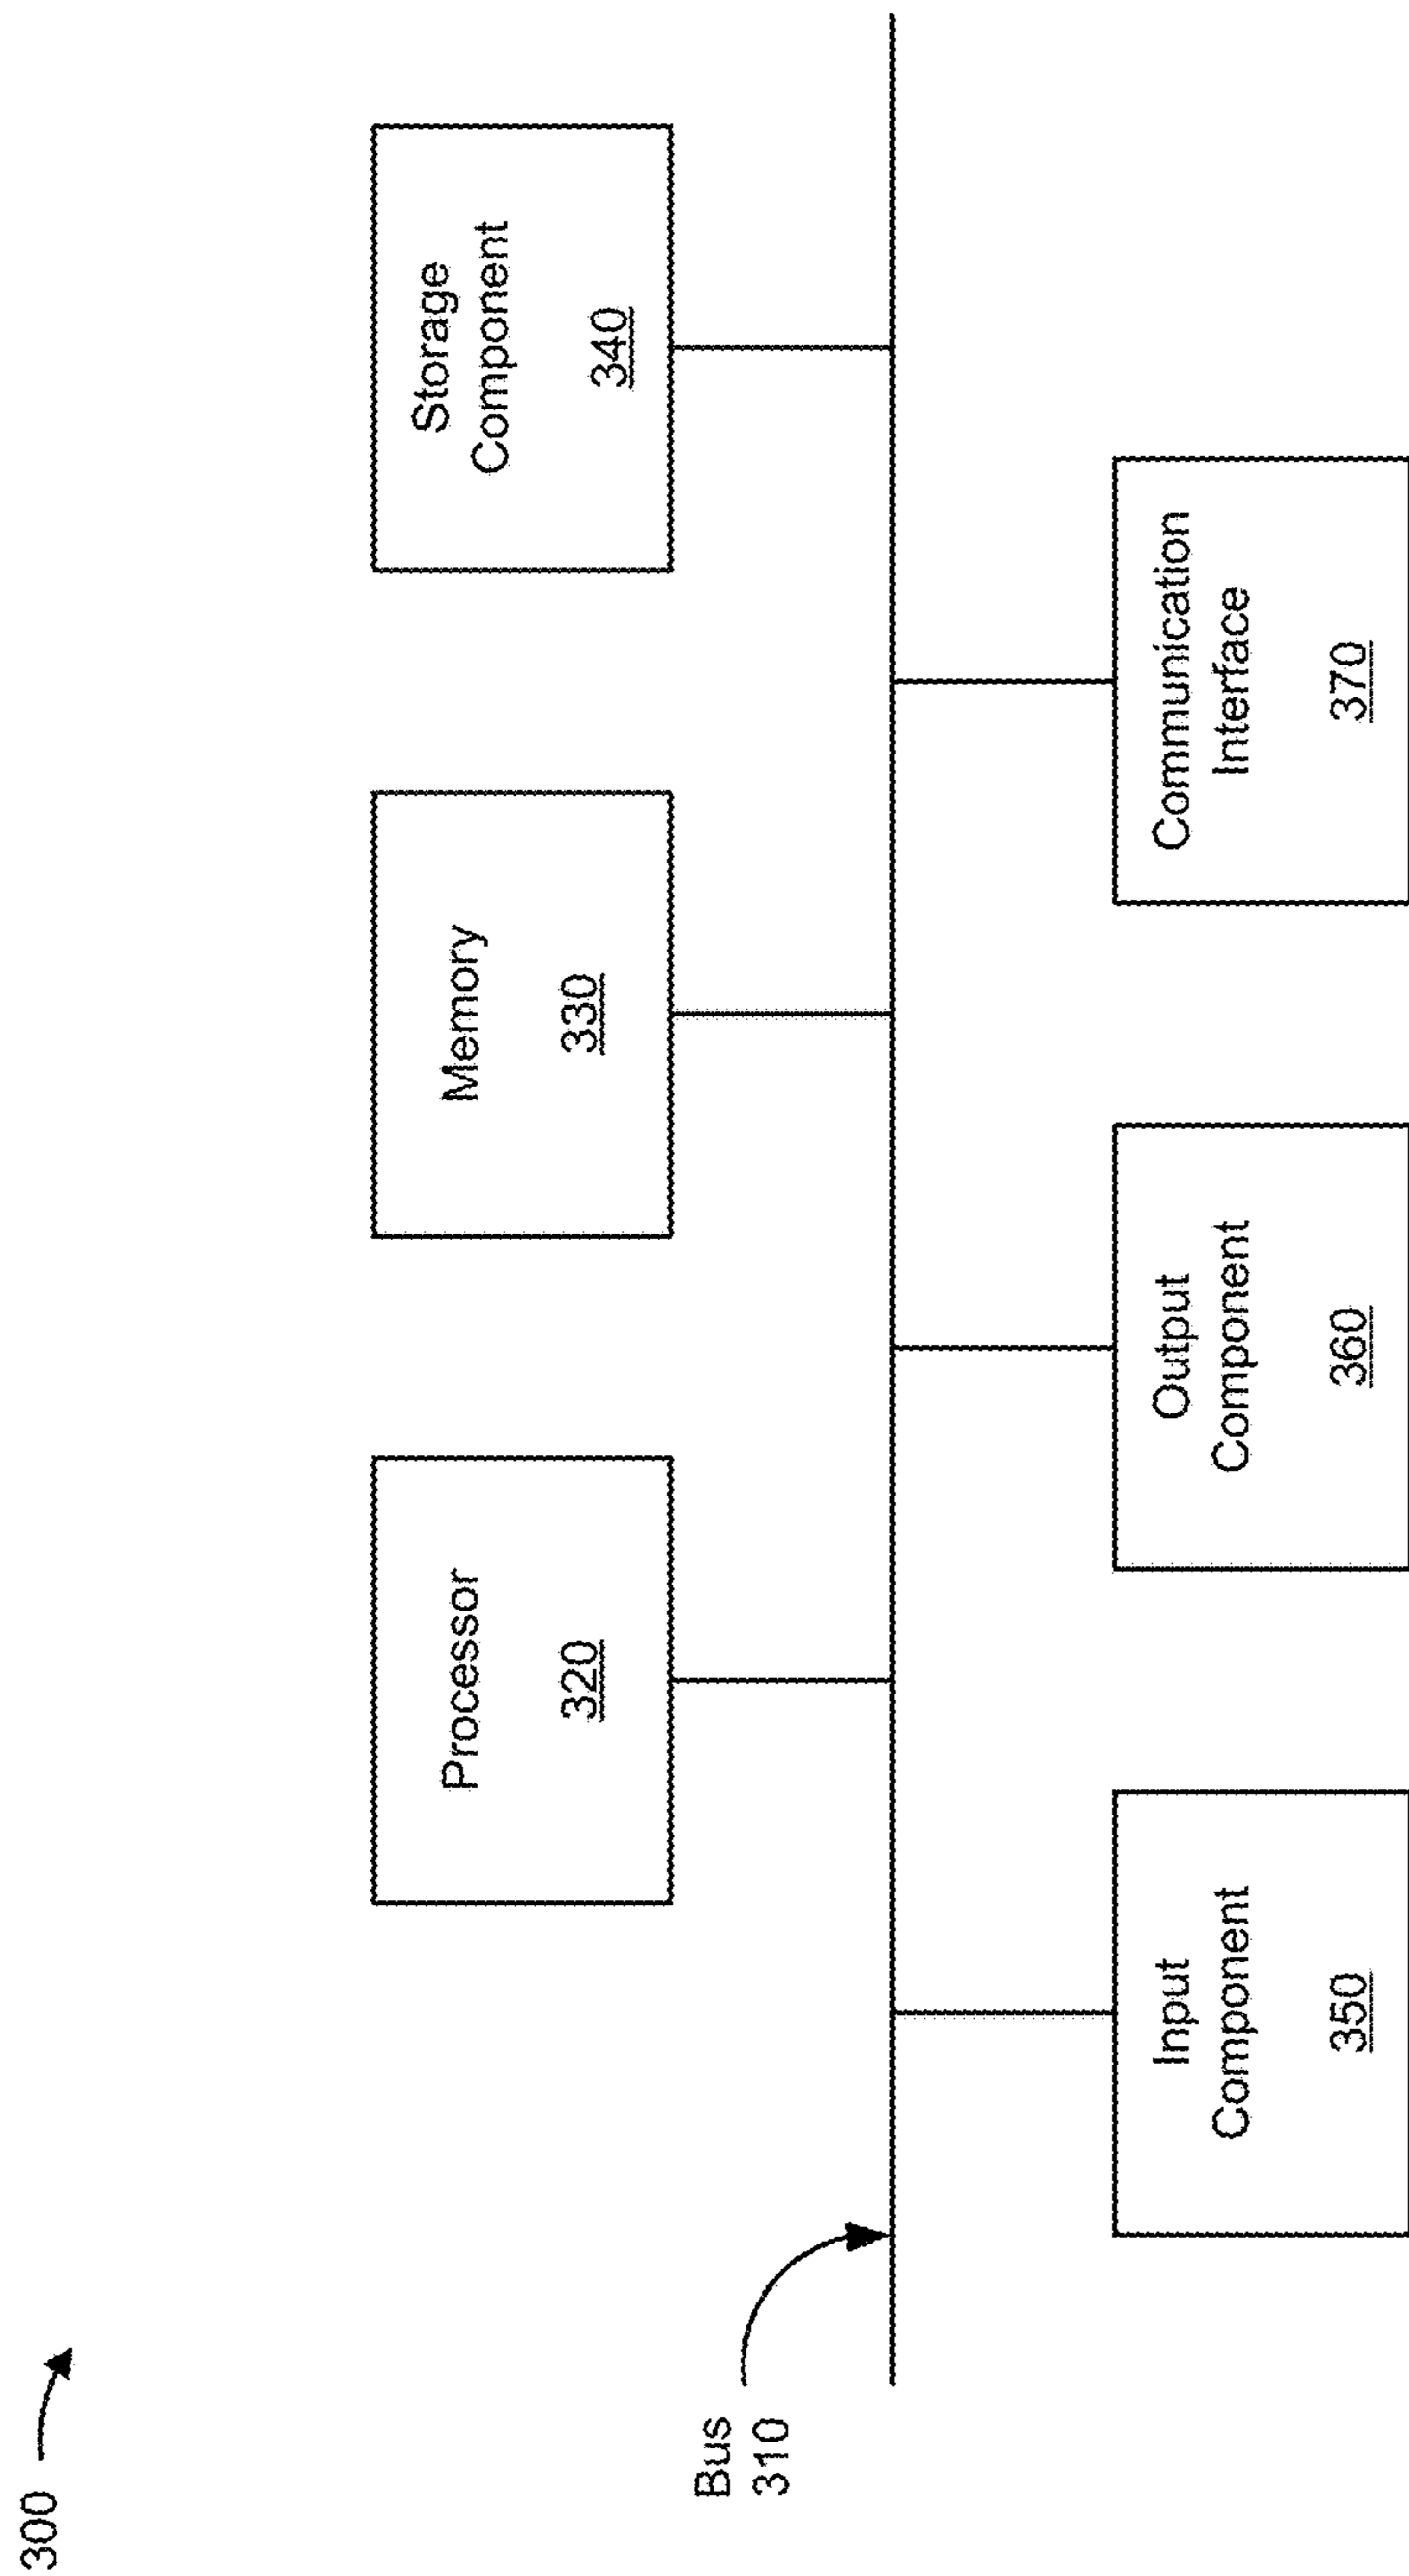 300
Processor
320
Memory
330
Storage
Component
340
Bus
310
Input
Component
350
Output
Component
360
Communication
Interface
370